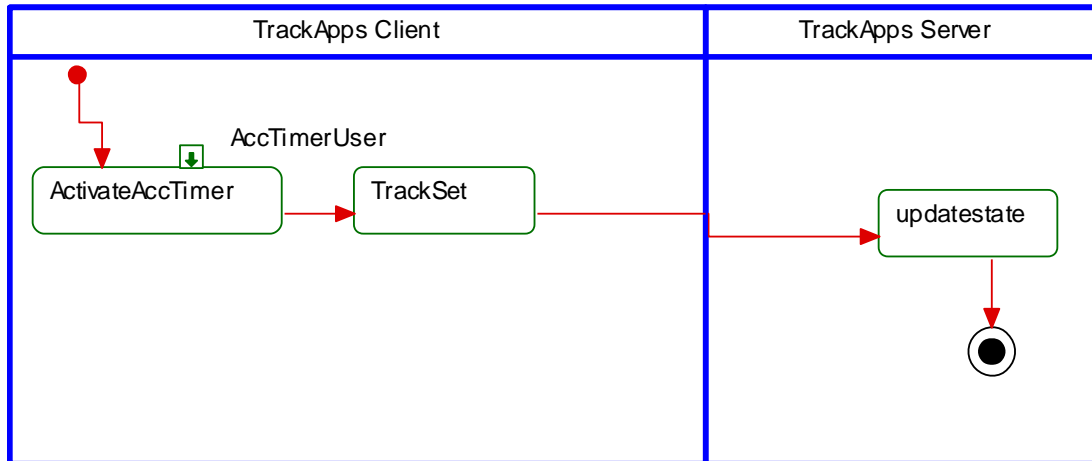 TrackApps Client
TrackApps Server
AccTimerUser
ActivateAccTimer
TrackSet
updatestate